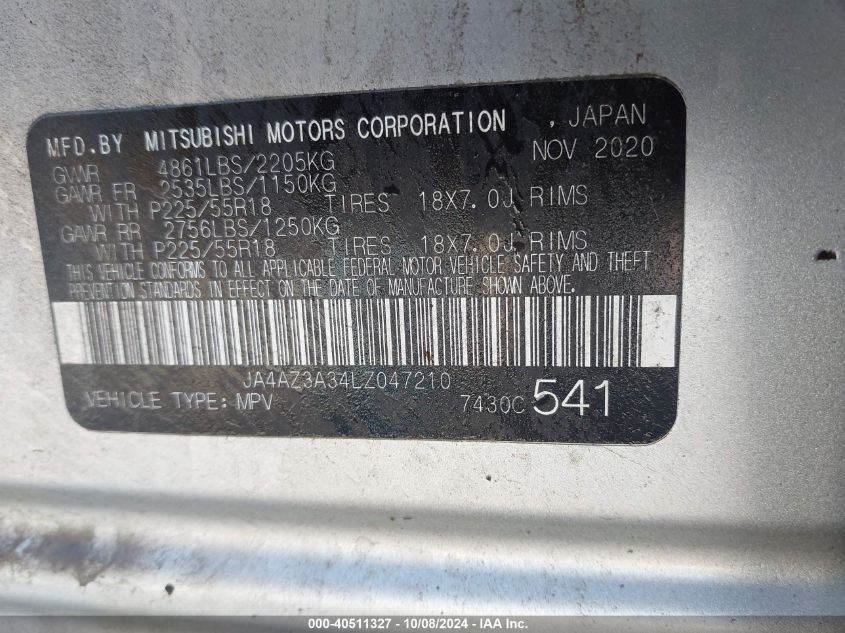 MFD.BY MITSUBISHI MOTORS CORPORATION , JAPAN
GVWR 4861LBS/2205KG NOV 2020
GAWR FR 2535LBS/1150KG
WITH P225/55R18 TIRES 18X7.0J RIMS
GAWR RR 2756LBS/1250KG
WITH P225/55R18 TIRES 18X7.0J RIMS
THIS VEHICLE CONFORMS TO ALL APPLICABLE FEDERAL MOTOR VEHICLE SAFETY AND THEFT
PREVENTION STANDARDS IN EFFECT ON THE DATE OF MANUFACTURE SHOWN ABOVE.
JA4AZ3A34LZ047210
VEHICLE TYPE:MPV 7430C 541
000-40511327 - 10/08/2024 - IAAI.COM INC.